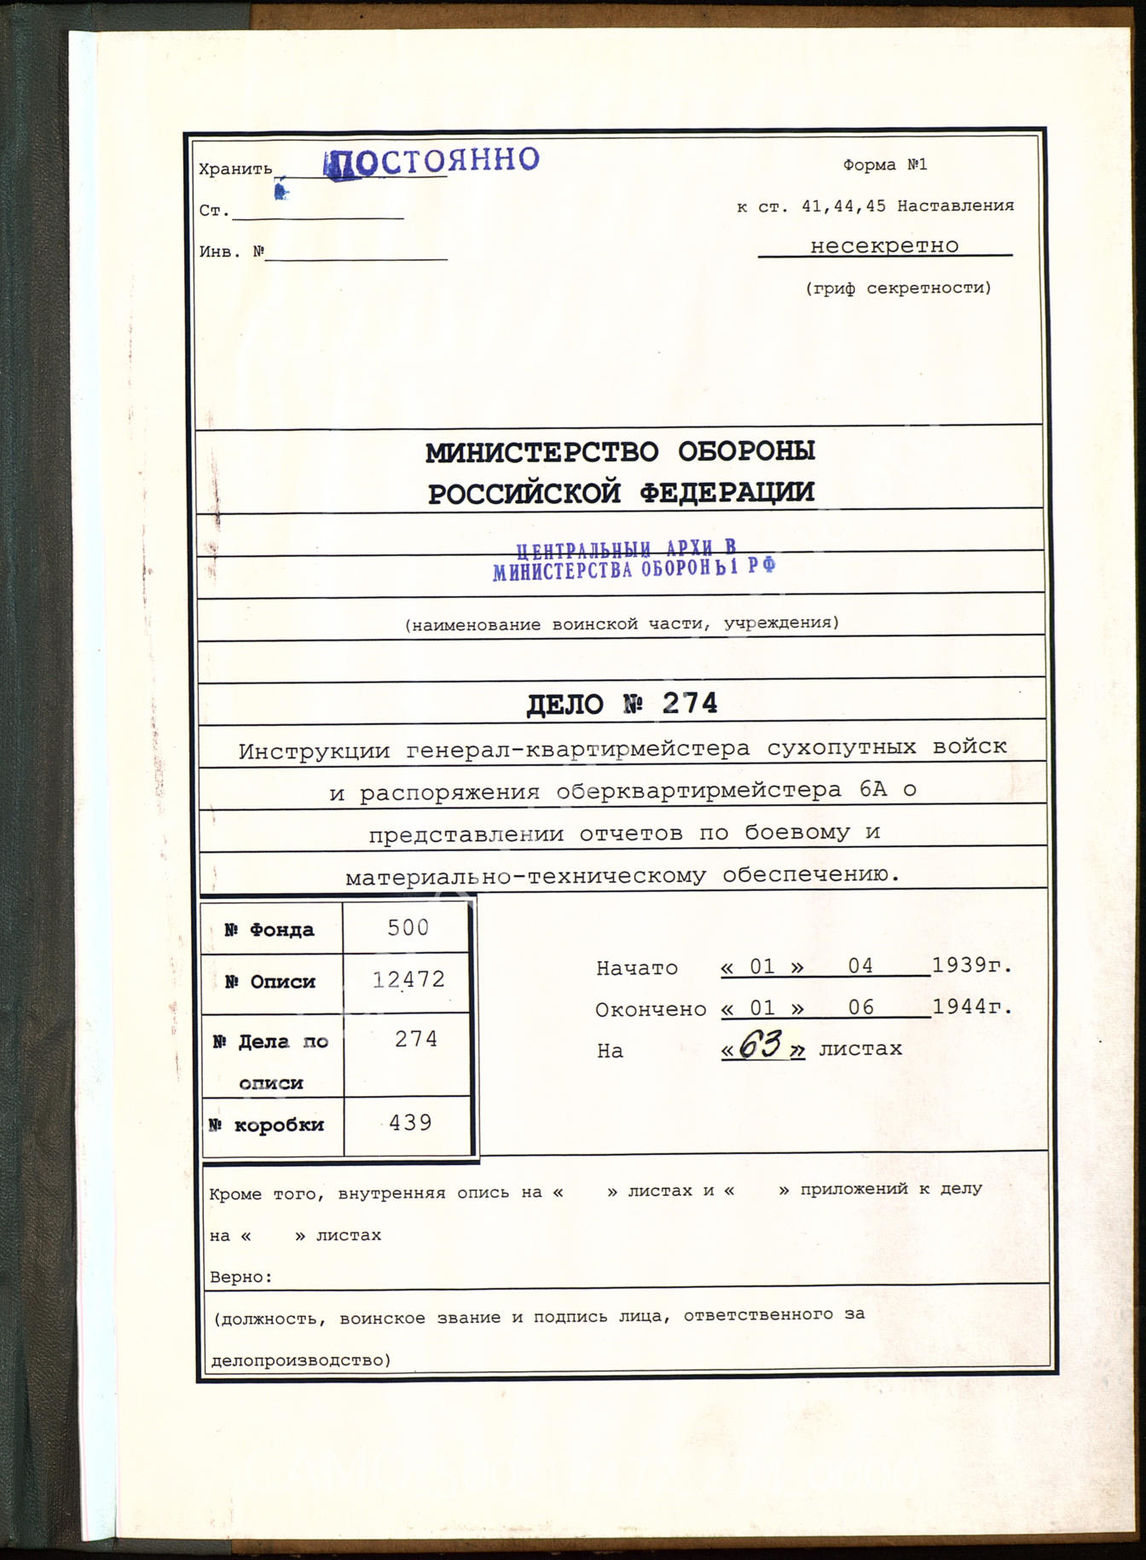 Хранить ПОСТОЯННО
Форма №1
Ст.
к ст. 41,44,45 Наставления
Инв. №
несекретно
(гриф секретности)
МИНИСТЕРСТВО ОБОРОНЫ
РОССИЙСКОЙ ФЕДЕРАЦИИ
ЦЕНТРАЛЬНЫЙ АРХИВ
МИНИСТЕРСТВА ОБОРОНЫ РФ
(наименование воинской части, учреждения)
ДЕЛО № 274
Инструкции генерал-квартирмейстера сухопутных войск
и распоряжения оберквартирмейстера 6А о
представлении отчетов по боевому и
материально-техническому обеспечению.
№ Фонда 500
№ Описи 12472
№ Дела по 274
описи
№ коробки 439
Начато « 01 » 04 1939г.
Окончено « 01 » 06 1944г.
На «63» листах
Кроме того, внутренняя опись на « » листах и « » приложений к делу
на « » листах
Верно:
(должность, воинское звание и подпись лица, ответственного за
делопроизводство)